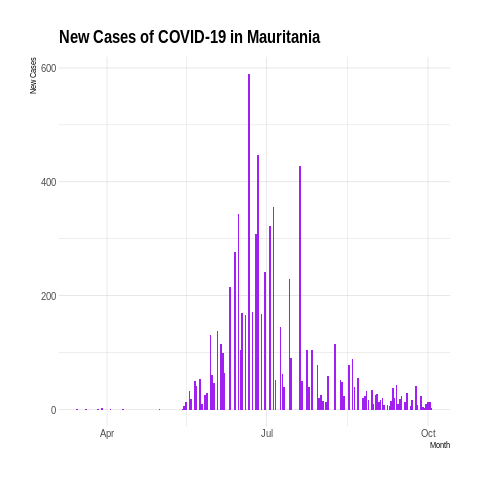 New Cases of COVID-19 in Mauritania
New Cases
600
400
200
0
Apr
Jul
Oct
Month